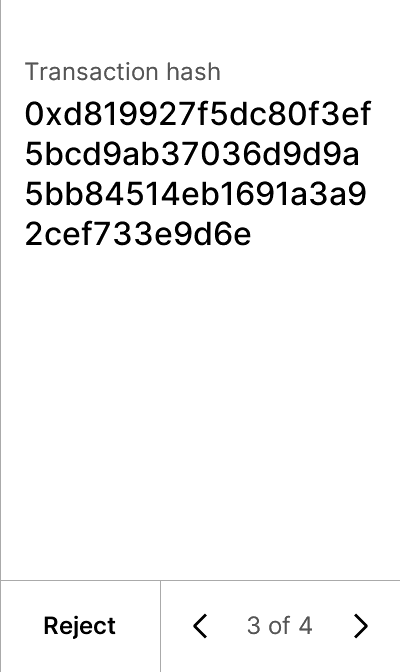 Transaction hash
0xd819927f5dc80f3ef
5bcd9ab37036d9d9a
5bb84514eb1691a3a9
2cef733e9d6e
Reject
3 of 4